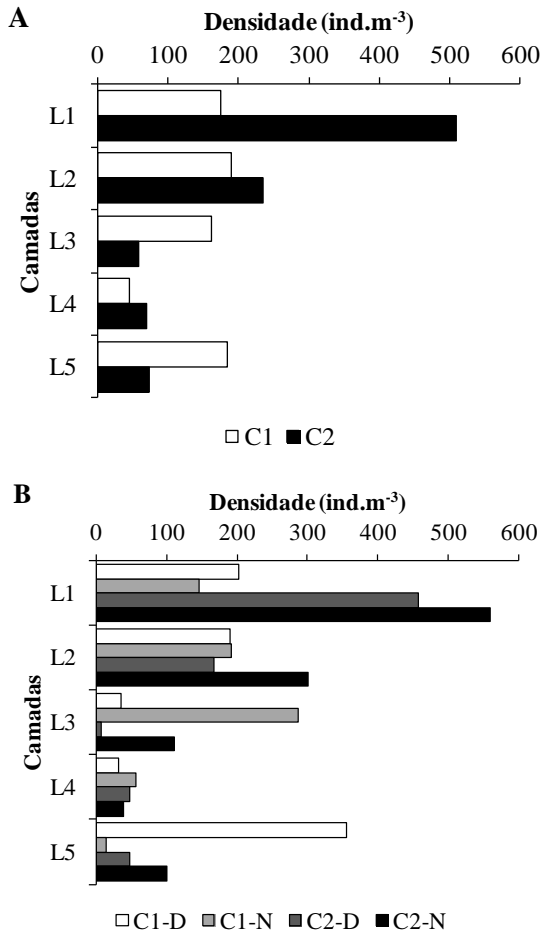 A
Densidade (ind.m-3)
0 100 200 300 400 500 600
Camadas
L1
L2
L3
L4
L5
C1 C2
B
Densidade (ind.m-3)
0 100 200 300 400 500 600
Camadas
L1
L2
L3
L4
L5
C1-D C1-N C2-D C2-N